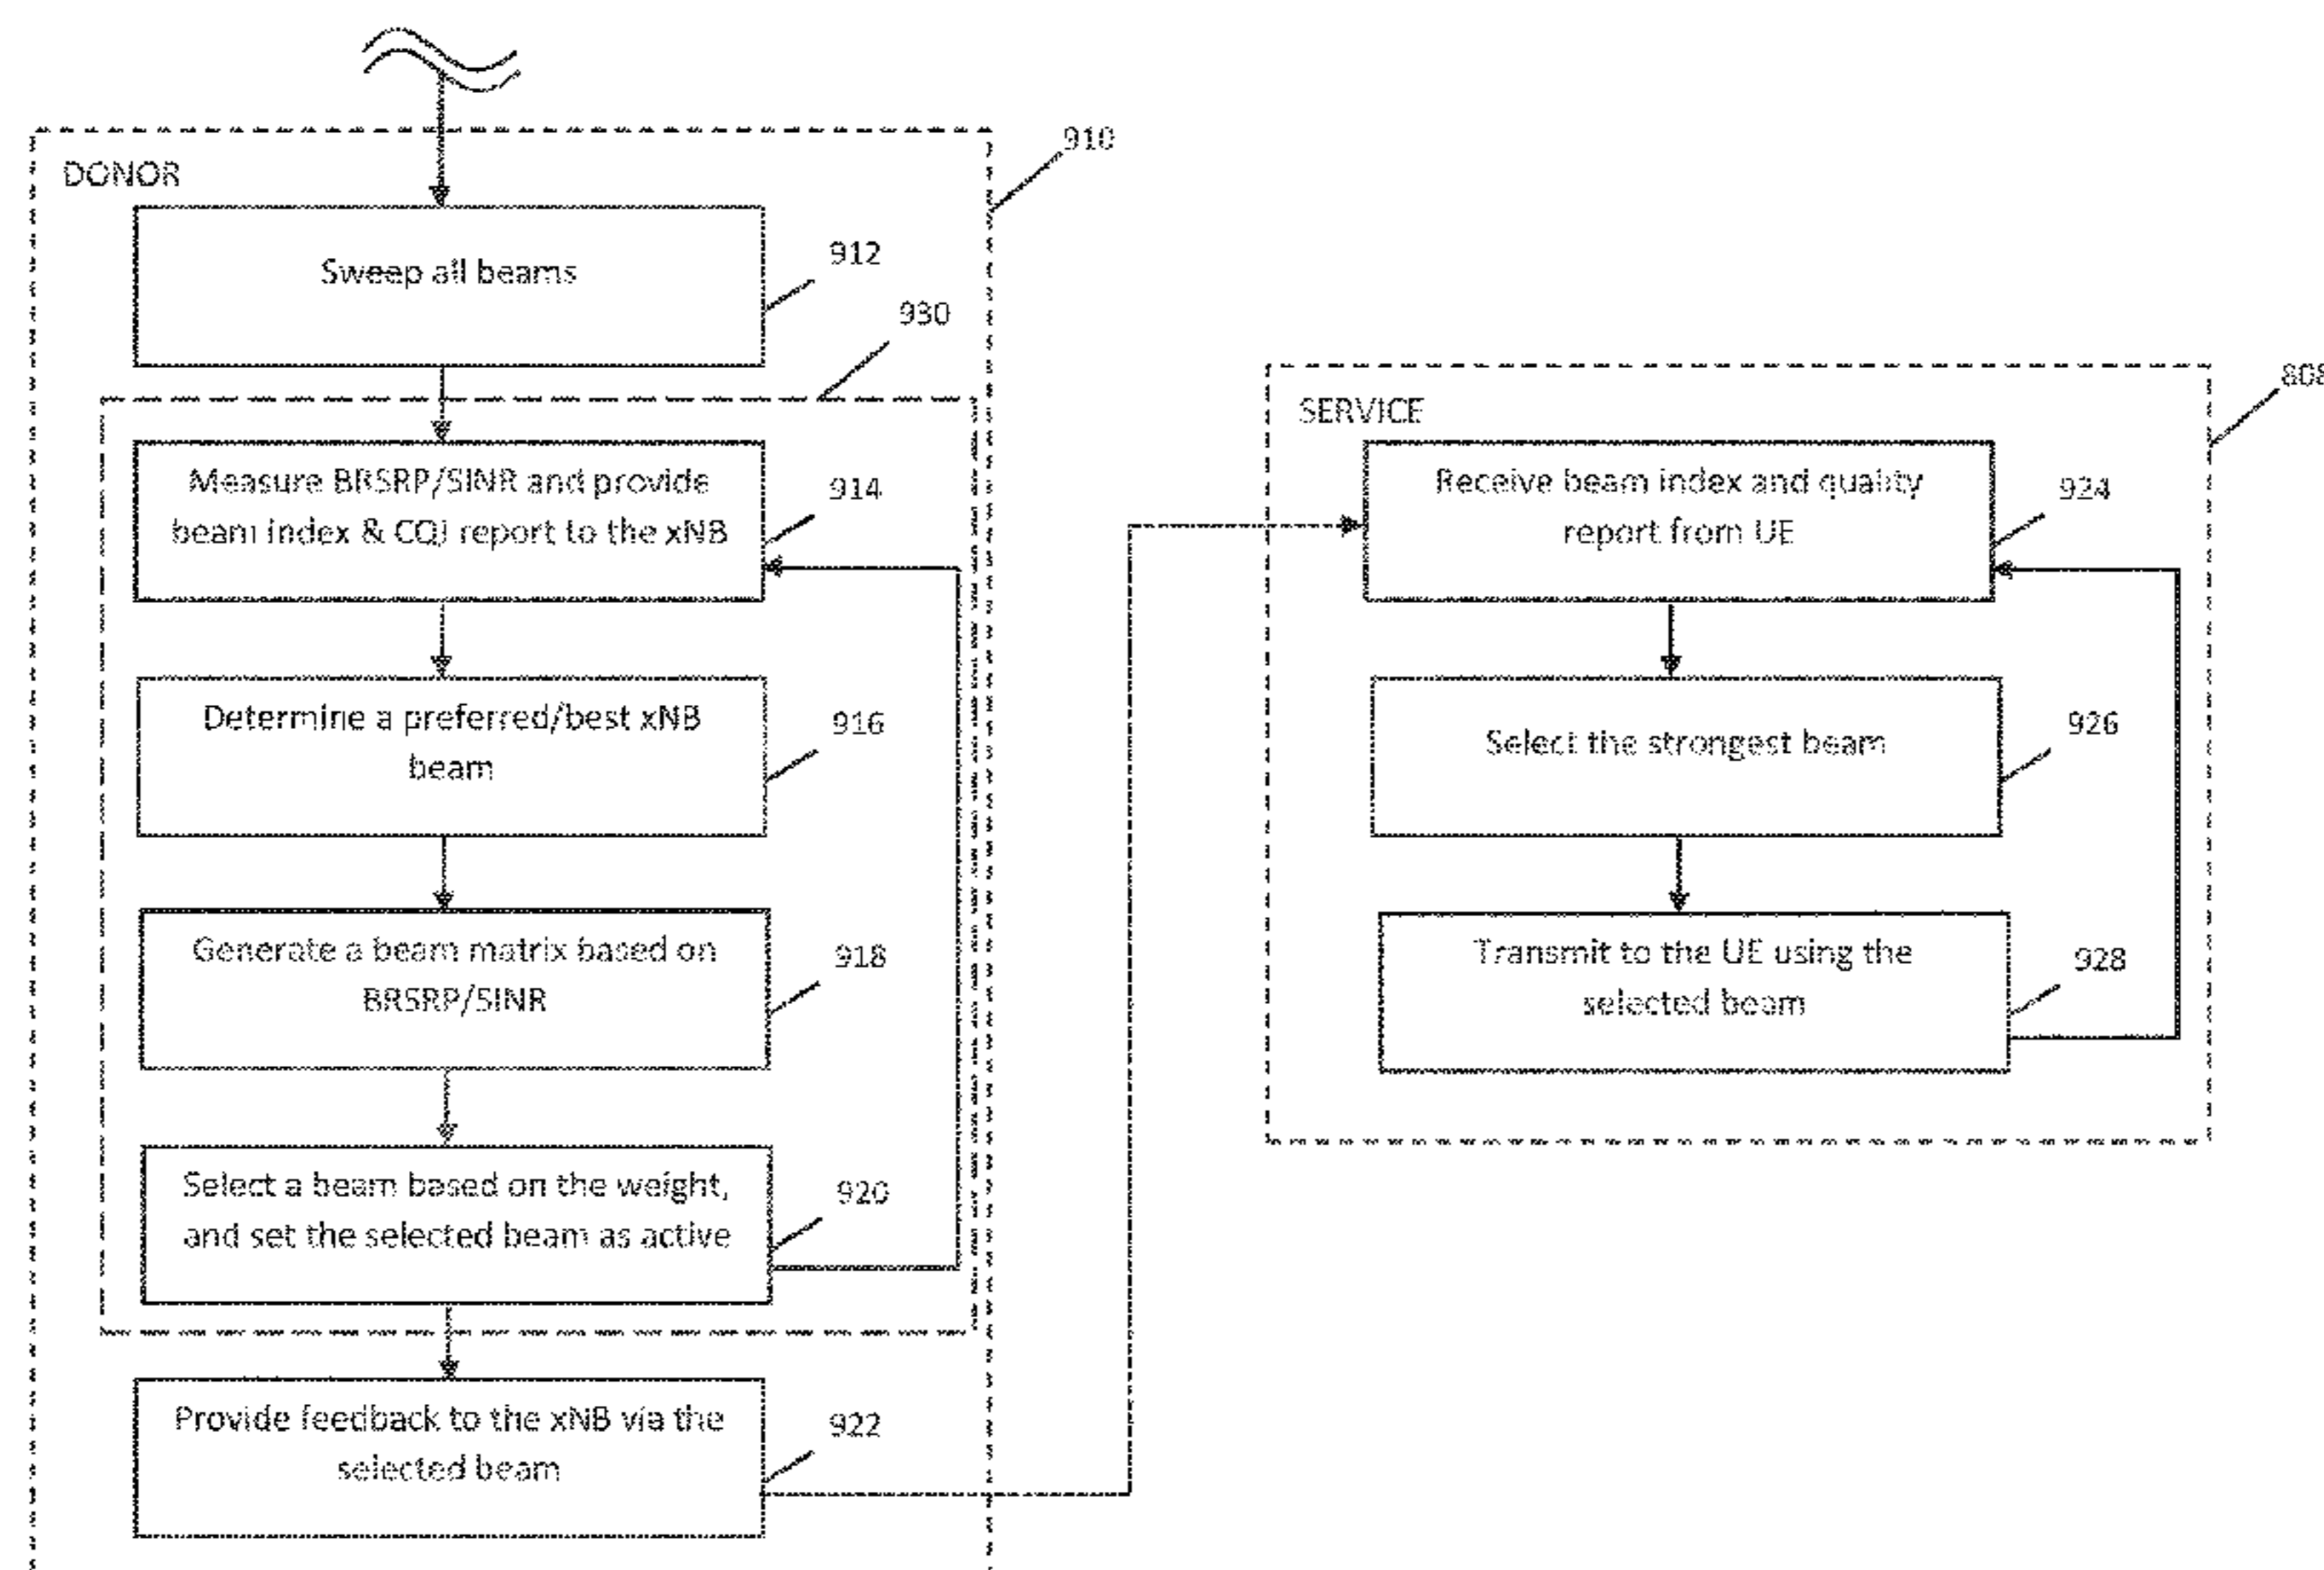 910
DONOR
Sweep all beams
912
930
Measure BRSRP/SINR and provide
beam index & CQI report to the xNB
914
Determine a preferred/best xNB
beam
916
Generate a beam matrix based on
BRSRP/SINR
918
Select a beam based on the weight,
and set the selected beam as active
920
Provide feedback to the xNB via the
selected beam
922
808
SERVICE
Receive beam index and quality
report from UE
924
Select the strongest beam
926
Transmit to the UE using the
selected beam
928